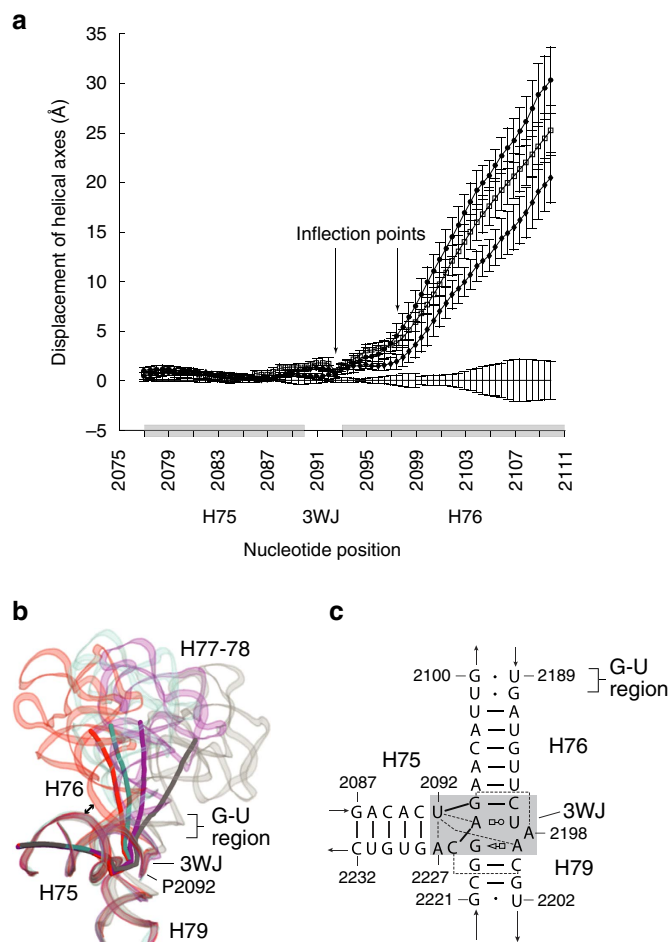 a
Displacement of helical axes (Å)
35
30
25
20
15
10
5
0
–5
Inflection points
2075
2079
2083
2087
2091
2095
2099
2103
2107
2111
H75
3WJ
H76
Nucleotide position
b
H77-78
H76
G-U
region
3WJ
H75
P2092
H79
c
2100
G · U
2189
G-U
region
U G
U A
A U
C G
H76
A U
H75
A U
2087
2092
G C
3WJ
G A C A C U
A U
A
2198
C U G U G A C
G A
H79
2232
2227
G C
C G
2221
G · U
2202